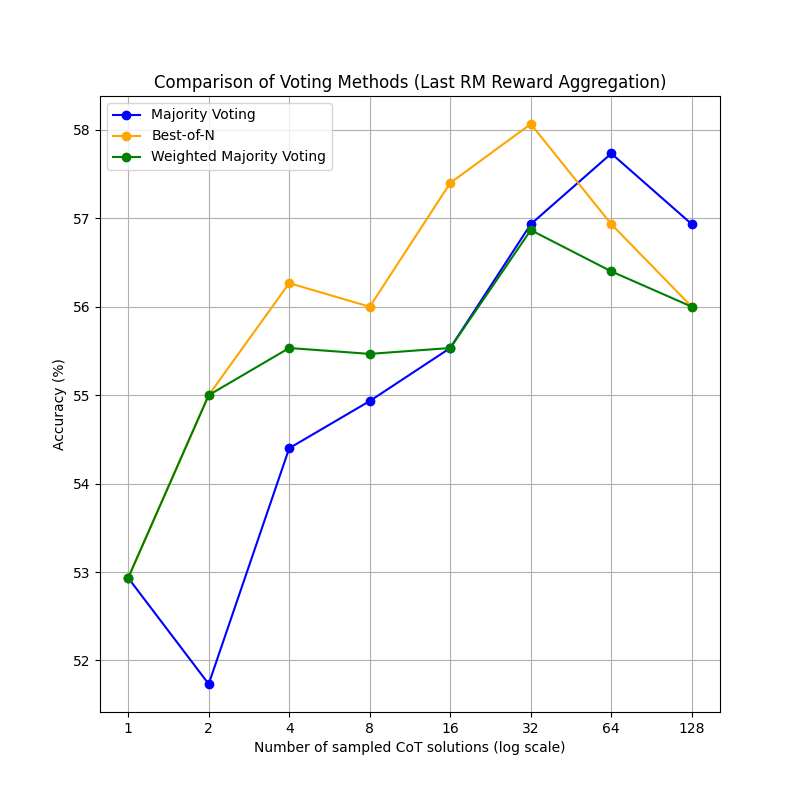 Comparison of Voting Methods (Last RM Reward Aggregation)
Majority Voting
Best-of-N
Weighted Majority Voting
Accuracy (%)
58
57
56
55
54
53
52
1 2 4 8 16 32 64 128
Number of sampled CoT solutions (log scale)